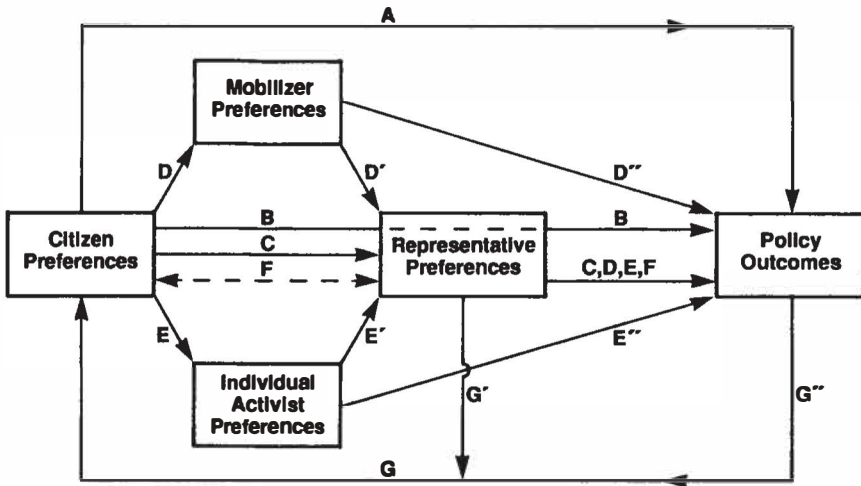 A
Mobilizer
Preferences
D
D′
D″
Citizen
Preferences
B
C
F
Representative
Preferences
B
C,D,E,F
Policy
Outcomes
E
E′
E″
Individual
Activist
Preferences
G′
G″
G